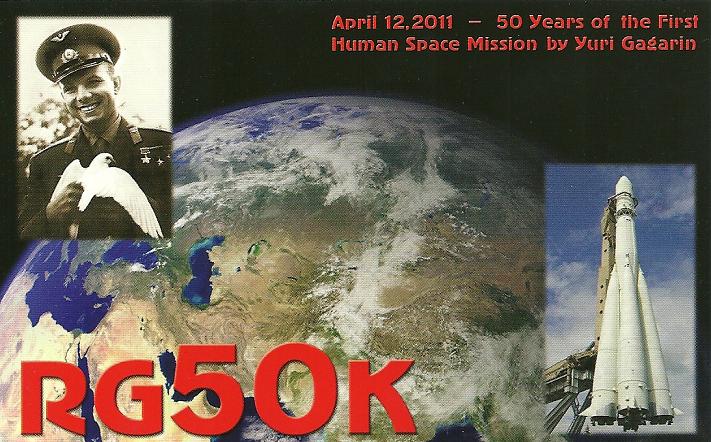 April 12,2011 – 50 Years of the First
Human Space Mission by Yuri Gagarin
RG50K